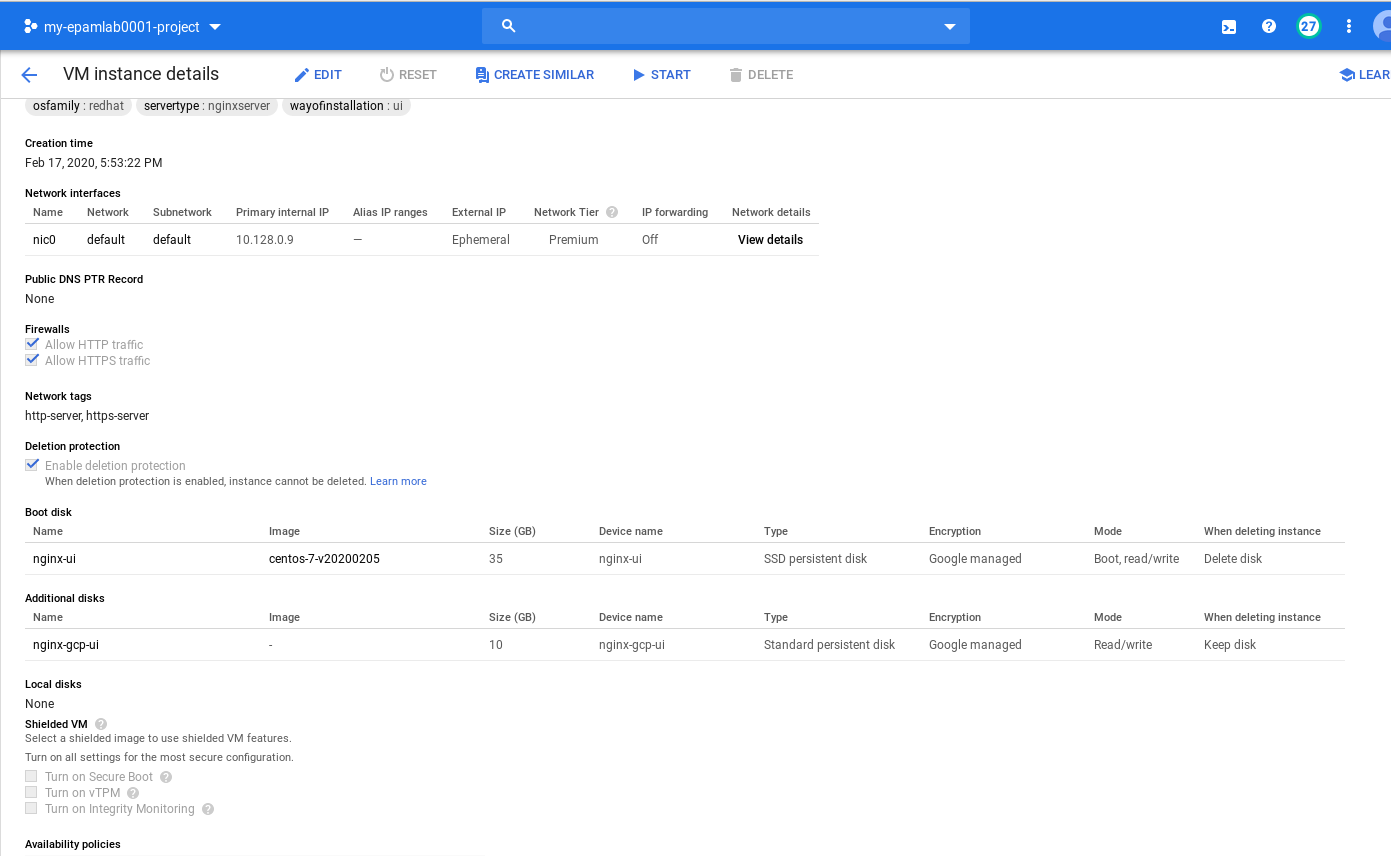 my-epamlab0001-project 27
VM instance details EDIT RESET CREATE SIMILAR START DELETE LEAR
osfamily : redhat servertype : nginxserver wayofinstallation : ui
Creation time
Feb 17, 2020, 5:53:22 PM
Network interfaces
Name Network Subnetwork Primary internal IP Alias IP ranges External IP Network Tier ? IP forwarding Network details
nic0 default default 10.128.0.9 — Ephemeral Premium Off View details
Public DNS PTR Record
None
Firewalls
Allow HTTP traffic
Allow HTTPS traffic
Network tags
http-server, https-server
Deletion protection
Enable deletion protection
When deletion protection is enabled, instance cannot be deleted. Learn more
Boot disk
Name Image Size (GB) Device name Type Encryption Mode When deleting instance
nginx-ui centos-7-v20200205 35 nginx-ui SSD persistent disk Google managed Boot, read/write Delete disk
Additional disks
Name Image Size (GB) Device name Type Encryption Mode When deleting instance
nginx-gcp-ui - 10 nginx-gcp-ui Standard persistent disk Google managed Read/write Keep disk
Local disks
None
Shielded VM ?
Select a shielded image to use shielded VM features.
Turn on all settings for the most secure configuration.
Turn on Secure Boot ?
Turn on vTPM ?
Turn on Integrity Monitoring ?
Availability policies